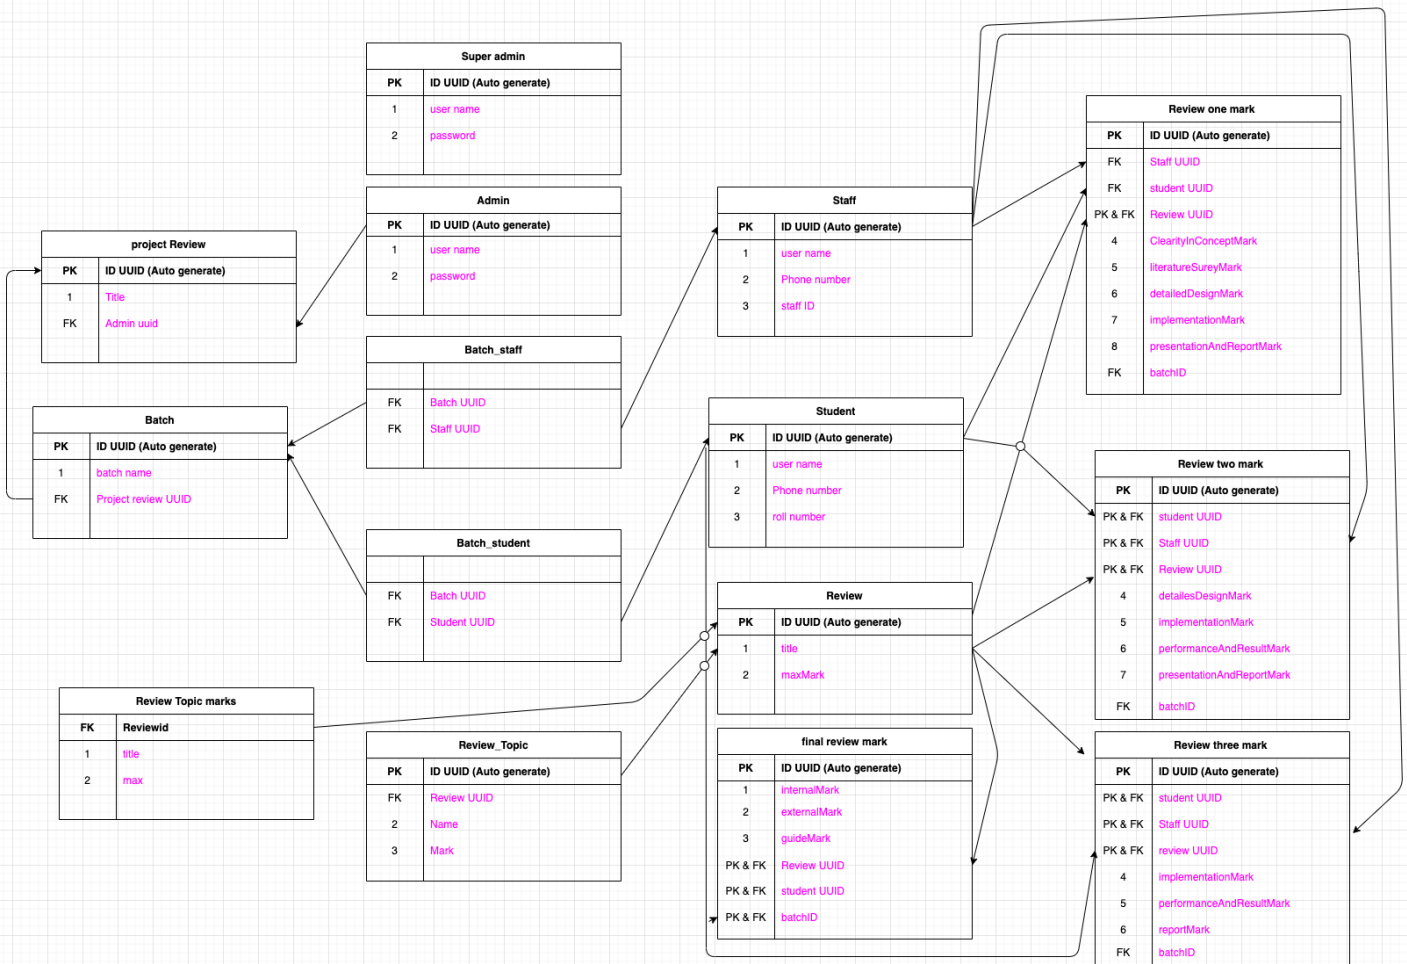 Super admin
PK ID UUID (Auto generate)
1 user name
2 password
Admin
PK ID UUID (Auto generate)
1 user name
2 password
project Review
PK ID UUID (Auto generate)
1 Title
FK Admin uuid
Batch_staff
FK Batch UUID
FK Staff UUID
Batch
PK ID UUID (Auto generate)
1 batch name
FK Project review UUID
Batch_student
FK Batch UUID
FK Student UUID
Review Topic marks
FK Reviewid
1 title
2 max
Review_Topic
PK ID UUID (Auto generate)
FK Review UUID
2 Name
3 Mark
Staff
PK ID UUID (Auto generate)
1 user name
2 Phone number
3 staff ID
Student
PK ID UUID (Auto generate)
1 user name
2 Phone number
3 roll number
Review
PK ID UUID (Auto generate)
1 title
2 maxMark
final review mark
PK ID UUID (Auto generate)
1 internalMark
2 externalMark
3 guideMark
PK & FK Review UUID
PK & FK student UUID
PK & FK batchID
Review one mark
PK ID UUID (Auto generate)
FK Staff UUID
FK student UUID
PK & FK Review UUID
4 ClearityInConceptMark
5 literatureSureyMark
6 detailedDesignMark
7 implementationMark
8 presentationAndReportMark
FK batchID
Review two mark
PK ID UUID (Auto generate)
PK & FK student UUID
PK & FK Staff UUID
PK & FK Review UUID
4 detailesDesignMark
5 implementationMark
6 performanceAndResultMark
7 presentationAndReportMark
FK batchID
Review three mark
PK ID UUID (Auto generate)
PK & FK student UUID
PK & FK Staff UUID
PK & FK review UUID
4 implementationMark
5 performanceAndResultMark
6 reportMark
FK batchID